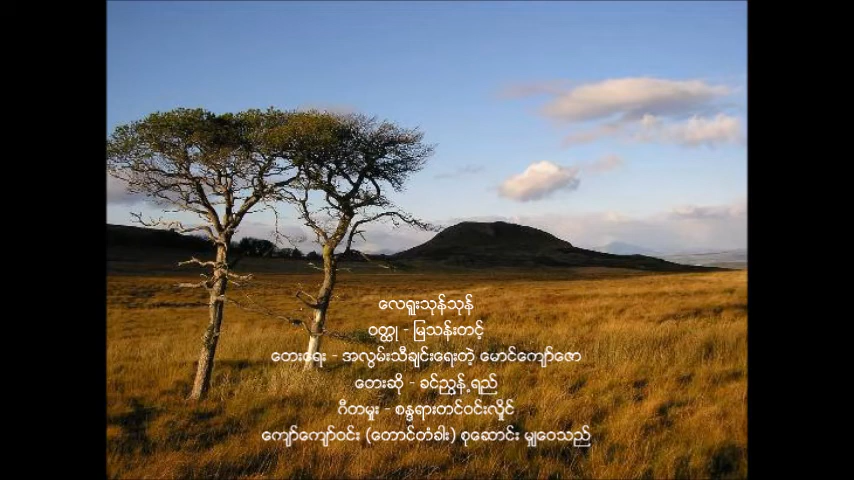 လေရူးသုန်သုန်
ဝတ္ထု - မြသန်းတင့်
တေးရေး - အလွမ်းသီချင်းရေးတဲ့ မောင်ကျော်ဇော
တေးဆို - ခင်ညွန့်ရည်
ဂီတမှူး - စန္ဒရားတင်ဝင်းလှိုင်
ကျော်ကျော်ဝင်း (တောင်တံခါး) စုဆောင်း မျှဝေသည်